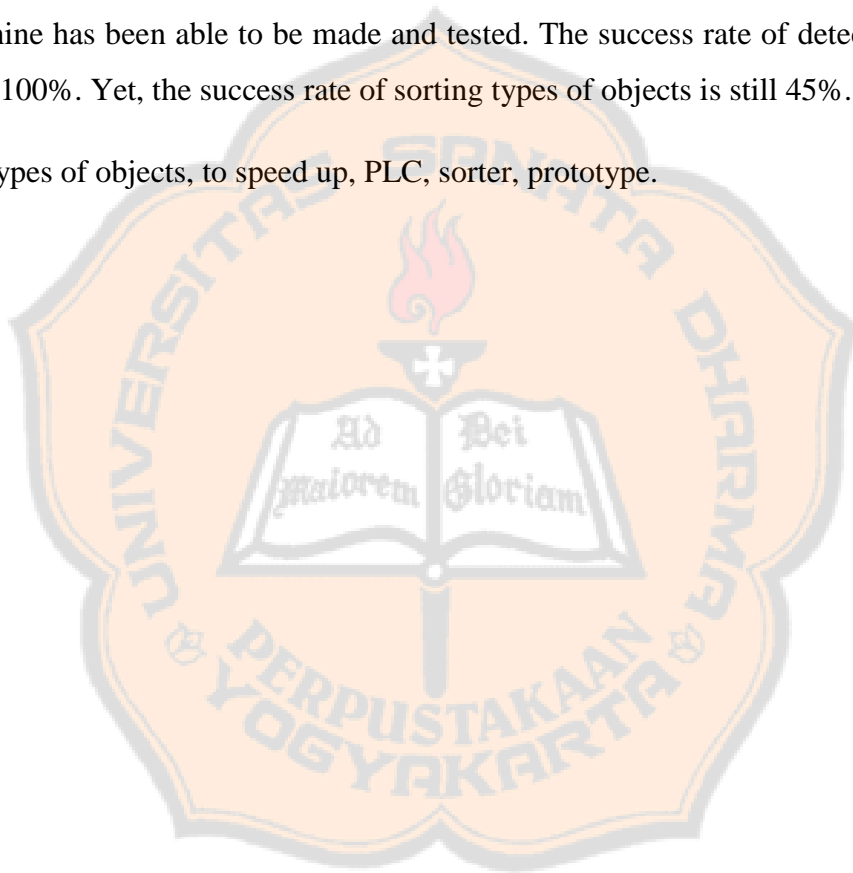 hine has been able to be made and tested. The success rate of detec
100%. Yet, the success rate of sorting types of objects is still 45%.
ypes of objects, to speed up, PLC, sorter, prototype.
UNIVERSITAS SANATA DHARMA
Ad Dei
maiorem Gloriam
PERPUSTAKAAN
YOGYAKARTA